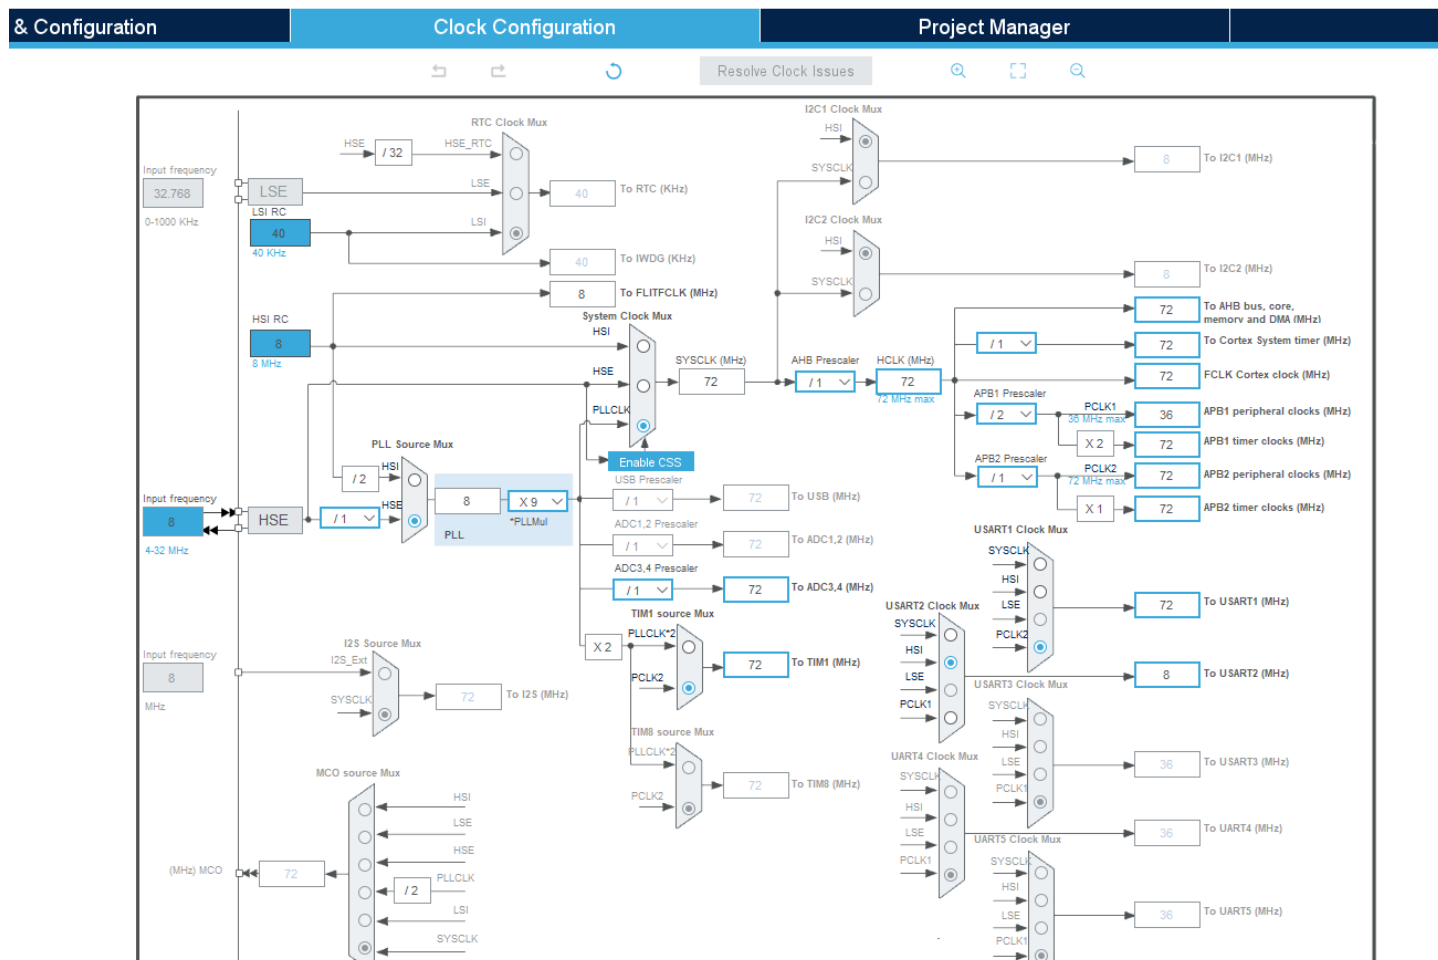 & Configuration
Clock Configuration
Project Manager
Resolve Clock Issues
RTC Clock Mux
HSE
/ 32
HSE_RTC
Input frequency
32.768
0-1000 KHz
LSE
LSE
40
To RTC (KHz)
LSI RC
40
40 KHz
LSI
40
To IWDG (KHz)
8
To FLITFCLK (MHz)
HSI RC
8
8 MHz
System Clock Mux
HSI
HSE
PLLCLK
SYSCLK (MHz)
72
Enable CSS
I2C1 Clock Mux
HSI
SYSCLK
8
To I2C1 (MHz)
I2C2 Clock Mux
HSI
SYSCLK
8
To I2C2 (MHz)
AHB Prescaler
/ 1
HCLK (MHz)
72
72 MHz max
72
To AHB bus, core,
memory and DMA (MHz)
/ 1
72
To Cortex System timer (MHz)
72
FCLK Cortex clock (MHz)
APB1 Prescaler
/ 2
PCLK1
36 MHz max
36
APB1 peripheral clocks (MHz)
X 2
72
APB1 timer clocks (MHz)
APB2 Prescaler
/ 1
PCLK2
72 MHz max
72
APB2 peripheral clocks (MHz)
X 1
72
APB2 timer clocks (MHz)
PLL Source Mux
/ 2
HSI
HSE
Input frequency
8
4-32 MHz
HSE
/ 1
8
X 9
*PLLMul
PLL
USB Prescaler
/ 1
72
To USB (MHz)
ADC1,2 Prescaler
/ 1
72
To ADC1,2 (MHz)
ADC3,4 Prescaler
/ 1
72
To ADC3,4 (MHz)
TIM1 source Mux
X 2
PLLCLK*2
PCLK2
72
To TIM1 (MHz)
TIM8 source Mux
PLLCLK*2
PCLK2
72
To TIM8 (MHz)
USART1 Clock Mux
SYSCLK
HSI
LSE
PCLK2
72
To USART1 (MHz)
USART2 Clock Mux
SYSCLK
HSI
LSE
PCLK1
8
To USART2 (MHz)
USART3 Clock Mux
SYSCLK
HSI
LSE
PCLK1
36
To USART3 (MHz)
UART4 Clock Mux
SYSCLK
HSI
LSE
PCLK1
36
To UART4 (MHz)
UART5 Clock Mux
SYSCLK
HSI
LSE
PCLK1
36
To UART5 (MHz)
Input frequency
8
MHz
I2S Source Mux
I2S_Ext
SYSCLK
72
To I2S (MHz)
MCO source Mux
HSI
LSE
HSE
PLLCLK
/ 2
LSI
SYSCLK
(MHz) MCO
72